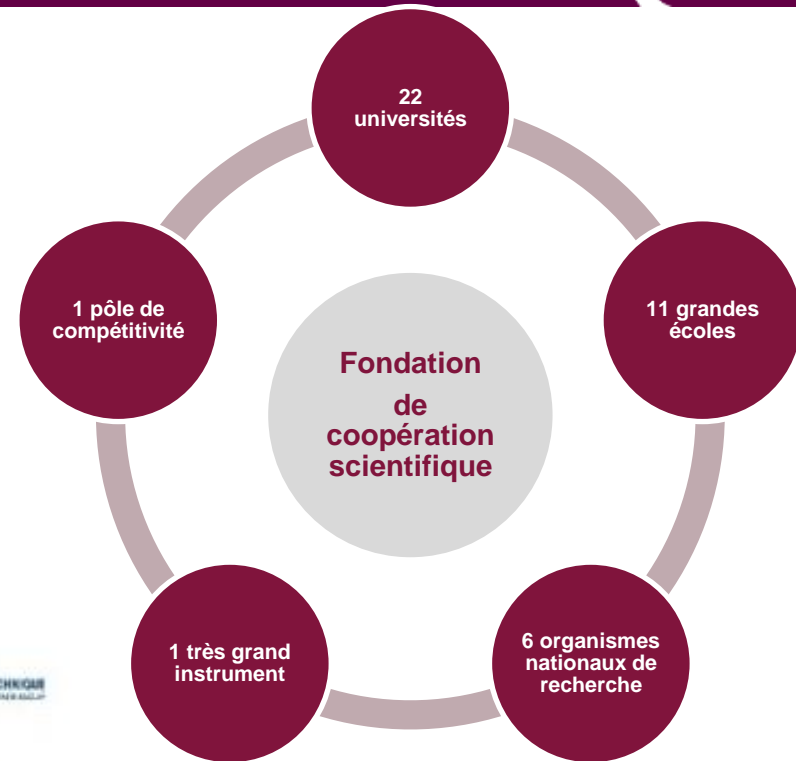 22
universités
1 pôle de
compétitivité
11 grandes
écoles
Fondation
de
coopération
scientifique
1 très grand
instrument
6 organismes
nationaux de
recherche